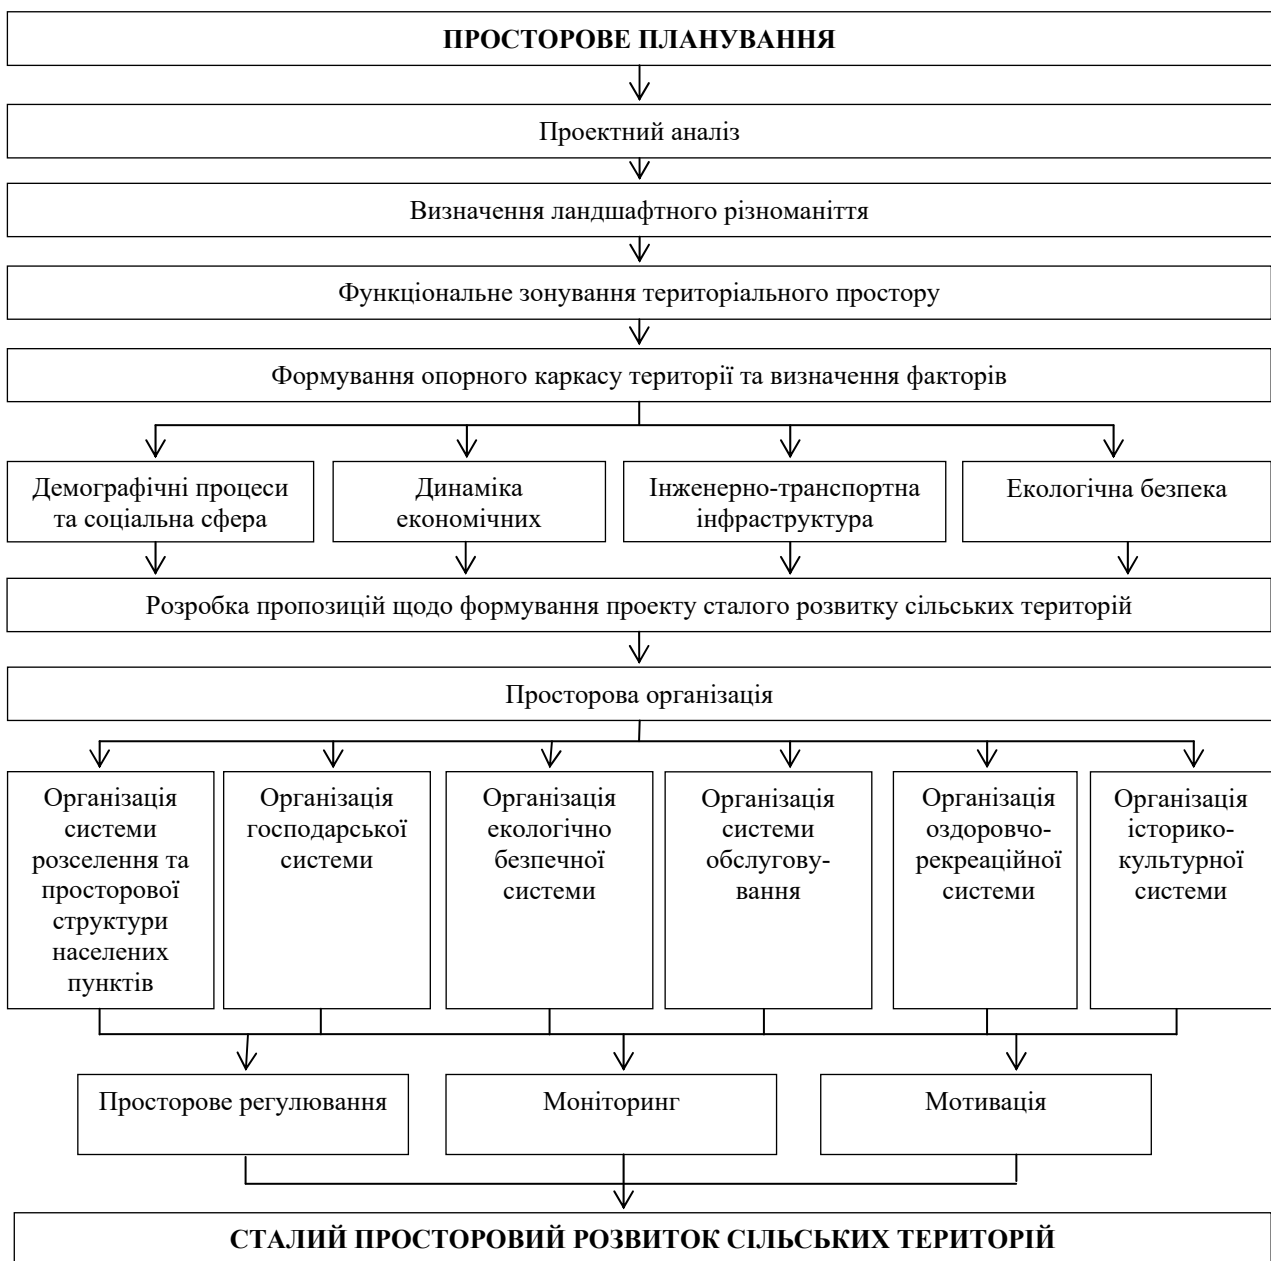 ПРОСТОРОВЕ ПЛАНУВАННЯ
Проектний аналіз
Визначення ландшафтного різноманіття
Функціональне зонування територіального простору
Формування опорного каркасу території та визначення факторів
Демографічні процеси
та соціальна сфера
Динаміка
економічних
Інженерно-транспортна
інфраструктура
Екологічна безпека
Розробка пропозицій щодо формування проекту сталого розвитку сільських територій
Просторова організація
Організація
системи
розселення та
просторової
структури
населених
пунктів
Організація
господарської
системи
Організація
екологічно
безпечної
системи
Організація
системи
обслугову-
вання
Організація
оздоровчо-
рекреаційної
системи
Організація
історико-
культурної
системи
Просторове регулювання
Моніторинг
Мотивація
СТАЛИЙ ПРОСТОРОВИЙ РОЗВИТОК СІЛЬСЬКИХ ТЕРИТОРІЙ